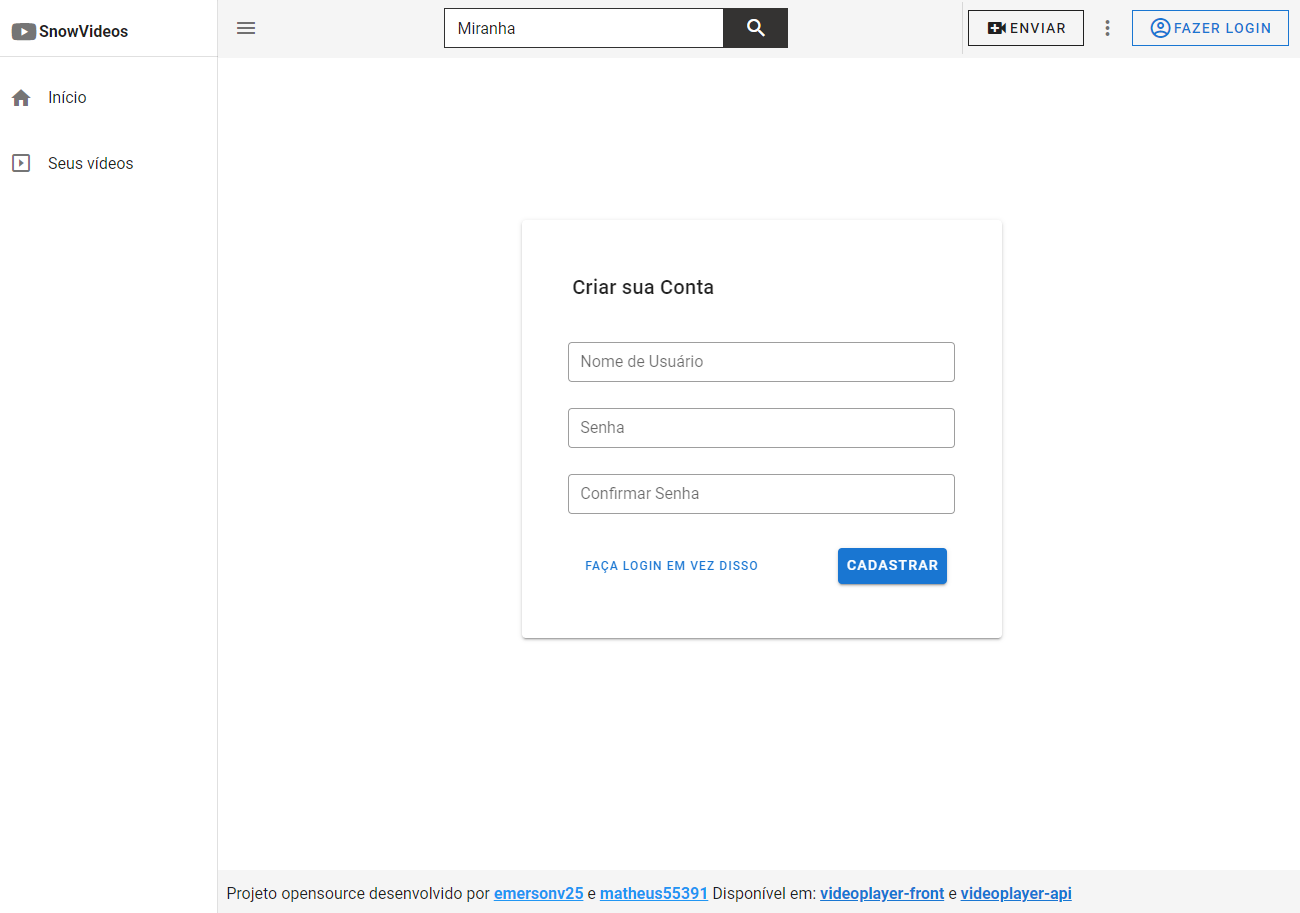 SnowVideos
Miranha
ENVIAR
FAZER LOGIN
Início
Seus vídeos
Criar sua Conta
Nome de Usuário
Senha
Confirmar Senha
FAÇA LOGIN EM VEZ DISSO
CADASTRAR
Projeto opensource desenvolvido por emersonv25 e matheus55391 Disponível em: videoplayer-front e videoplayer-api